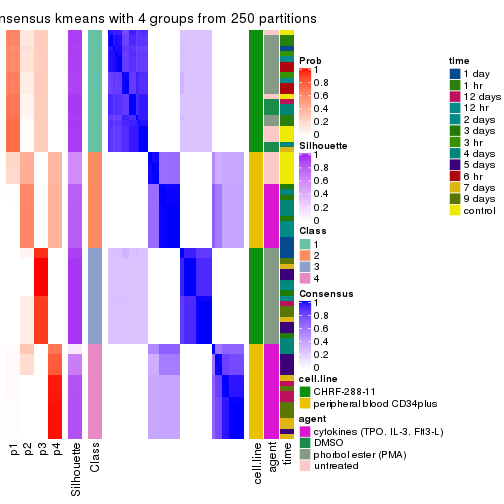 nsensus kmeans with 4 groups from 250 partitions
Prob
1
0.8
0.6
0.4
0.2
0
Silhouette
1
0.8
0.6
0.4
0.2
0
Class
1
2
3
4
Consensus
1
0.8
0.6
0.4
0.2
0
cell.line
CHRF-288-11
peripheral blood CD34plus
agent
cytokines (TPO. IL-3. Flt3-L)
DMSO
phorbol ester (PMA)
untreated
time
1 day
1 hr
12 days
2 days
3 days
3 hr
4 days
5 days
6 hr
7 days
9 days
control
p1
p2
p3
p4
Silhouette
Class
cell.line
agent
time